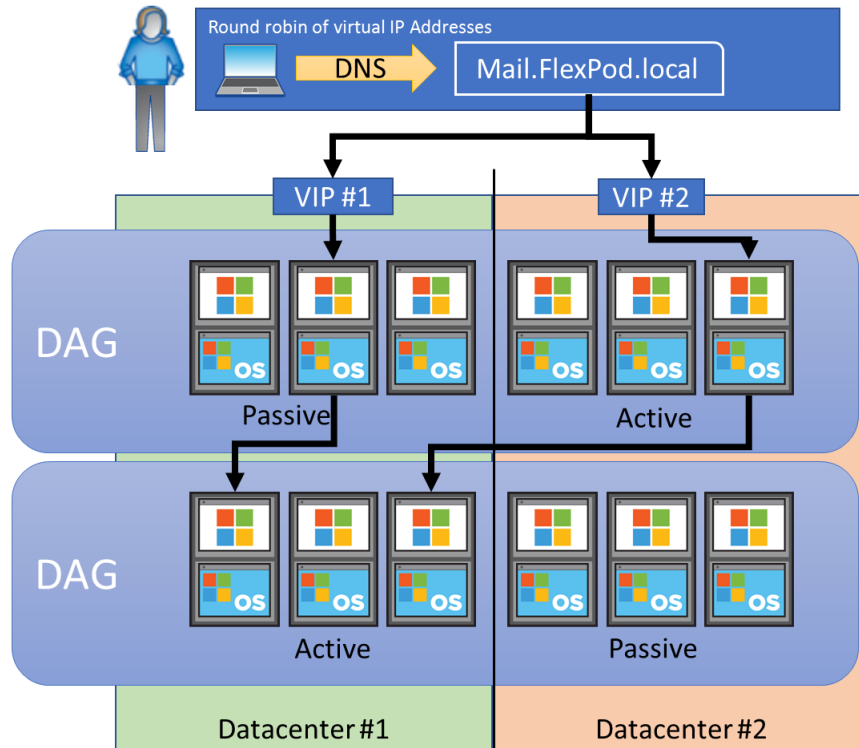 Round robin of virtual IP Addresses
DNS
Mail.FlexPod.local
VIP #1
VIP #2
DAG
OS
OS
OS
OS
OS
OS
Passive
Active
DAG
OS
OS
OS
OS
OS
OS
Active
Passive
Datacenter #1
Datacenter #2